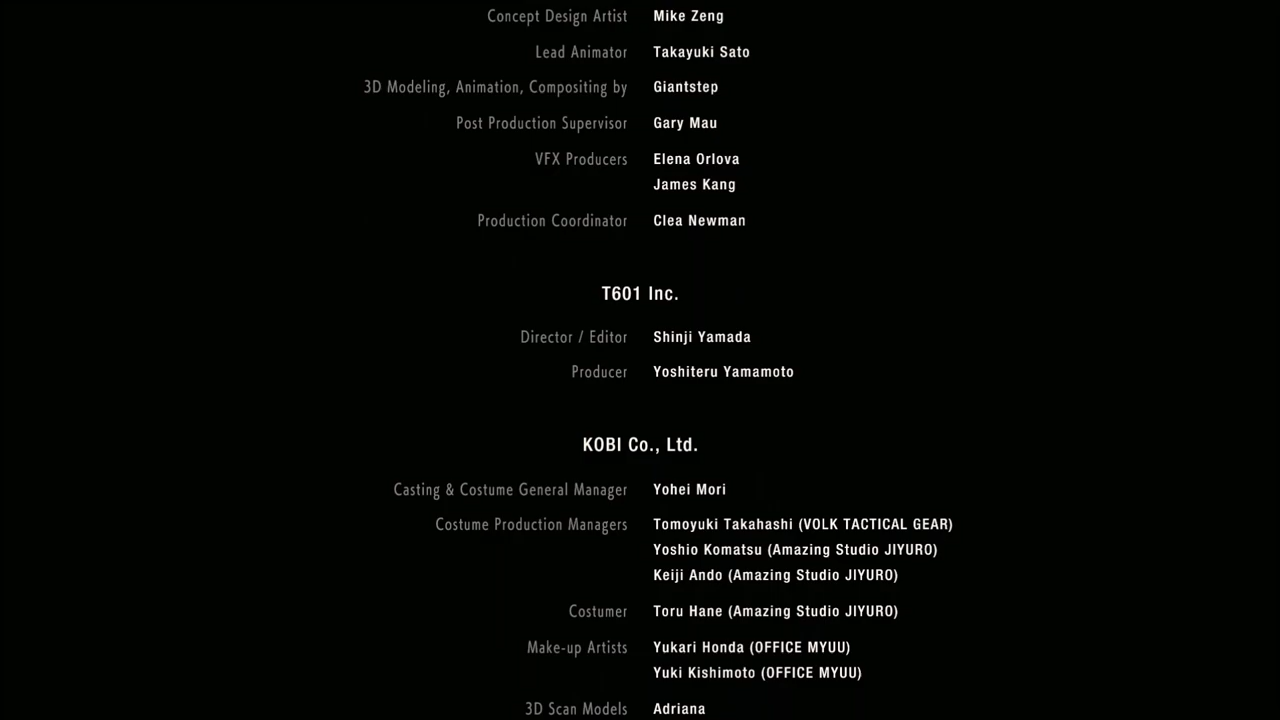 Concept Design Artist Mike Zeng
Lead Animator Takayuki Sato
3D Modeling, Animation, Compositing by Giantstep
Post Production Supervisor Gary Mau
VFX Producers Elena Orlova
James Kang
Production Coordinator Clea Newman
T601 Inc.
Director / Editor Shinji Yamada
Producer Yoshiteru Yamamoto
KOBI Co., Ltd.
Casting & Costume General Manager Yohei Mori
Costume Production Managers Tomoyuki Takahashi (VOLK TACTICAL GEAR)
Yoshio Komatsu (Amazing Studio JIYURO)
Keiji Ando (Amazing Studio JIYURO)
Costumer Toru Hane (Amazing Studio JIYURO)
Make-up Artists Yukari Honda (OFFICE MYUU)
Yuki Kishimoto (OFFICE MYUU)
3D Scan Models Adriana